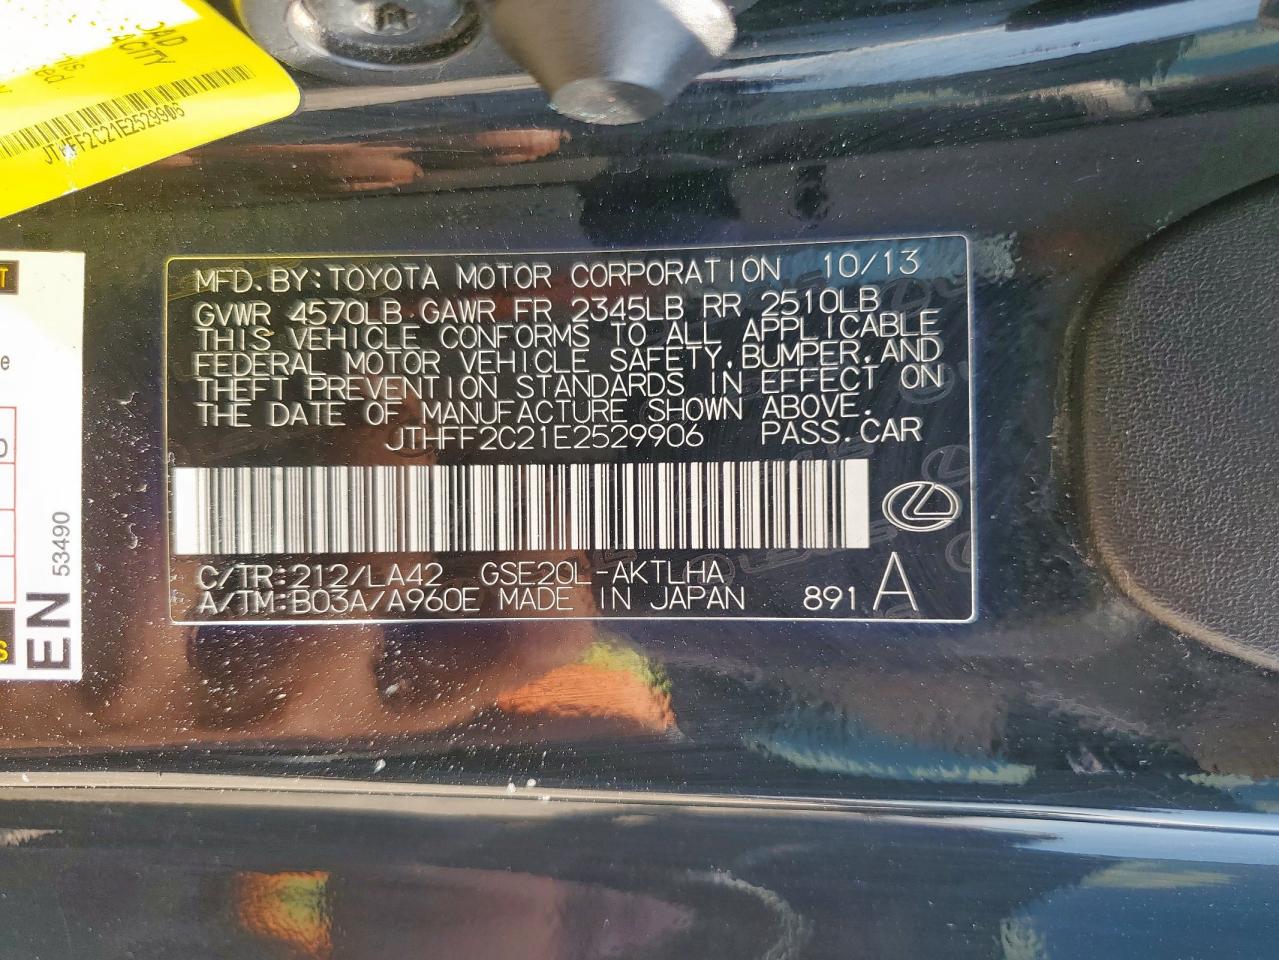 OAD
ACITY
JTHFF2C21E2529906
MFD.BY:TOYOTA MOTOR CORPORATION 10/13
GVWR 4570LB GAWR FR 2345LB RR 2510LB
THIS VEHICLE CONFORMS TO ALL APPLICABLE
FEDERAL MOTOR VEHICLE SAFETY,BUMPER,AND
THEFT PREVENTION STANDARDS IN EFFECT ON
THE DATE OF MANUFACTURE SHOWN ABOVE.
JTHFF2C21E2529906 PASS.CAR
C/TR:212/LA42 GSE20L-AKTLHA
A/TM:B03A/A960E MADE IN JAPAN 891 A
EN 53490